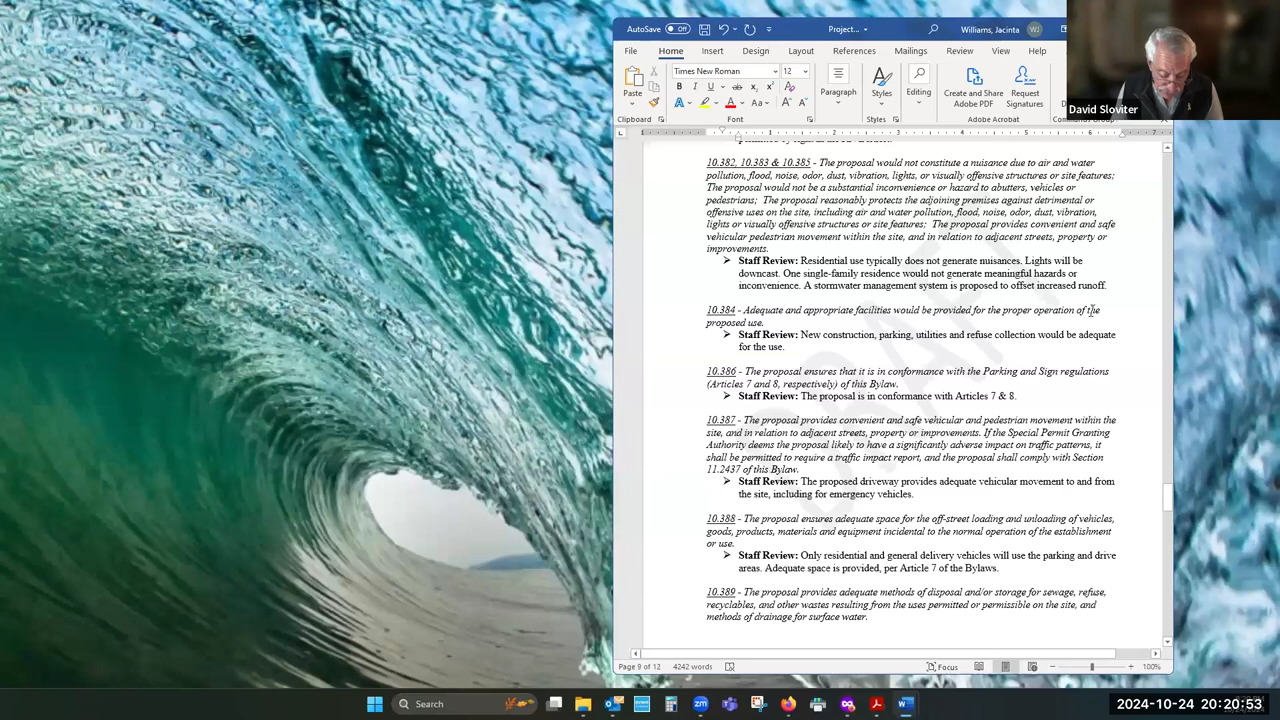 AutoSave Off Project... Williams, Jacinta WJ
File Home Insert Design Layout References Mailings Review View Help
Times New Roman 12
Paste Paragraph Styles Editing Create and Share Adobe PDF Request Signatures
Clipboard Font Styles Adobe Acrobat
David Sloviter
10.382, 10.383 & 10.385 - The proposal would not constitute a nuisance due to air and water
pollution, flood, noise, odor, dust, vibration, lights, or visually offensive structures or site features;
The proposal would not be a substantial inconvenience or hazard to abutters, vehicles or
pedestrians; The proposal reasonably protects the adjoining premises against detrimental or
offensive uses on the site, including air and water pollution, flood, noise, odor, dust, vibration,
lights or visually offensive structures or site features; The proposal provides convenient and safe
vehicular pedestrian movement within the site, and in relation to adjacent streets, property or
improvements.
➢ Staff Review: Residential use typically does not generate nuisances. Lights will be
downcast. One single-family residence would not generate meaningful hazards or
inconvenience. A stormwater management system is proposed to offset increased runoff.
10.384 - Adequate and appropriate facilities would be provided for the proper operation of the
proposed use.
➢ Staff Review: New construction, parking, utilities and refuse collection would be adequate
for the use.
10.386 - The proposal ensures that it is in conformance with the Parking and Sign regulations
(Articles 7 and 8, respectively) of this Bylaw.
➢ Staff Review: The proposal is in conformance with Articles 7 & 8.
10.387 - The proposal provides convenient and safe vehicular and pedestrian movement within the
site, and in relation to adjacent streets, property or improvements. If the Special Permit Granting
Authority deems the proposal likely to have a significantly adverse impact on traffic patterns, it
shall be permitted to require a traffic impact report, and the proposal shall comply with Section
11.2437 of this Bylaw.
➢ Staff Review: The proposed driveway provides adequate vehicular movement to and from
the site, including for emergency vehicles.
10.388 - The proposal ensures adequate space for the off-street loading and unloading of vehicles,
goods, products, materials and equipment incidental to the normal operation of the establishment
or use.
➢ Staff Review: Only residential and general delivery vehicles will use the parking and drive
areas. Adequate space is provided, per Article 7 of the Bylaws.
10.389 - The proposal provides adequate methods of disposal and/or storage for sewage, refuse,
recyclables, and other wastes resulting from the uses permitted or permissible on the site, and
methods of drainage for surface water.
DRAFT
Page 9 of 12 4242 words Focus 100%
Search
2024-10-24 20:20:53